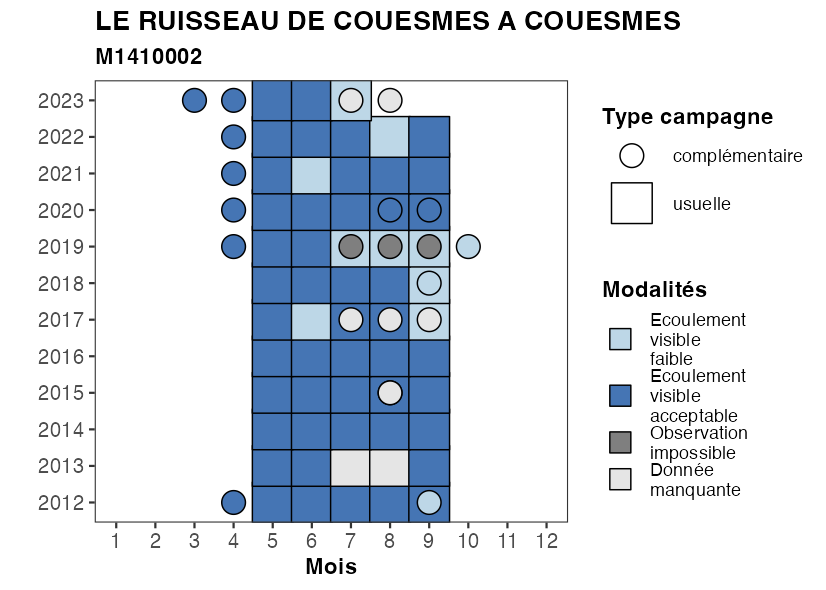 LE RUISSEAU DE COUESMES A COUESMES
M1410002
2023
2022
2021
2020
2019
2018
2017
2016
2015
2014
2013
2012
1 2 3 4 5 6 7 8 9 10 11 12
Mois
Type campagne
complémentaire
usuelle
Modalités
Ecoulement
visible
faible
Ecoulement
visible
acceptable
Observation
impossible
Donnée
manquante